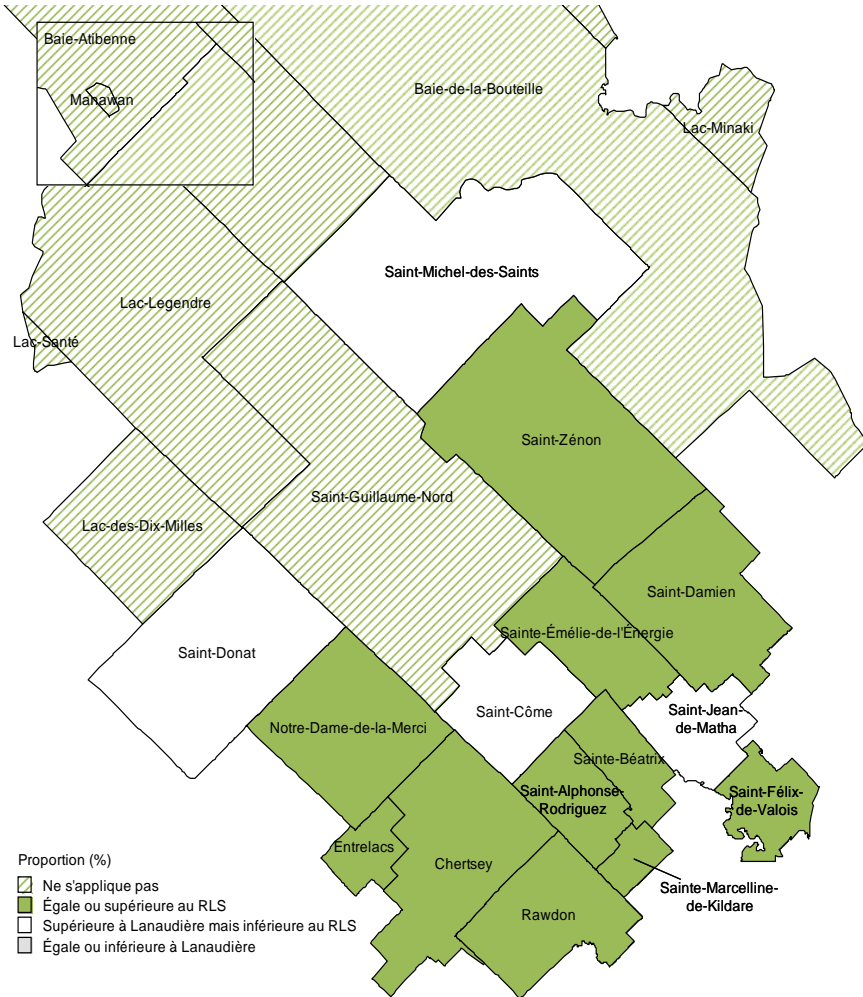 Baie-Atibenne
Manawan
Baie-de-la-Bouteille
Lac-Minaki
Saint-Michel-des-Saints
Lac-Legendre
Lac-Santé
Saint-Zénon
Saint-Guillaume-Nord
Lac-des-Dix-Milles
Saint-Damien
Sainte-Émélie-de-l'Énergie
Saint-Donat
Saint-Côme
Saint-Jean-
de-Matha
Notre-Dame-de-la-Merci
Sainte-Béatrix
Saint-Alphonse-
Rodriguez
Saint-Félix-
de-Valois
Entrelacs
Chertsey
Sainte-Marcelline-
de-Kildare
Rawdon
Proportion (%)
Ne s'applique pas
Égale ou supérieure au RLS
Supérieure à Lanaudière mais inférieure au RLS
Égale ou inférieure à Lanaudière